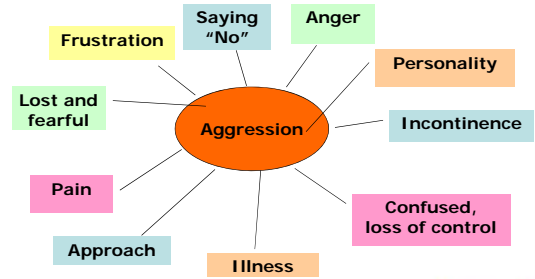 Saying
“No”
Anger
Frustration
Personality
Lost and
fearful
Aggression
Incontinence
Pain
Confused,
loss of control
Approach
Illness